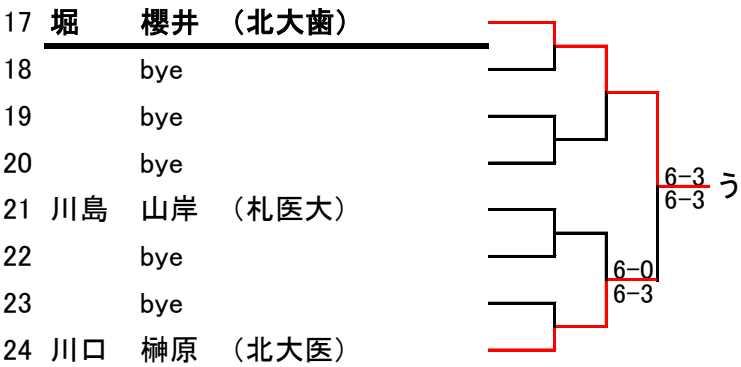 17 堀 櫻井 （北大歯）
18 bye
19 bye
20 bye
6-3
6-3 う
21 川島 山岸 （札医大）
22 bye
6-0
6-3
23 bye
24 川口 榊原 （北大医）